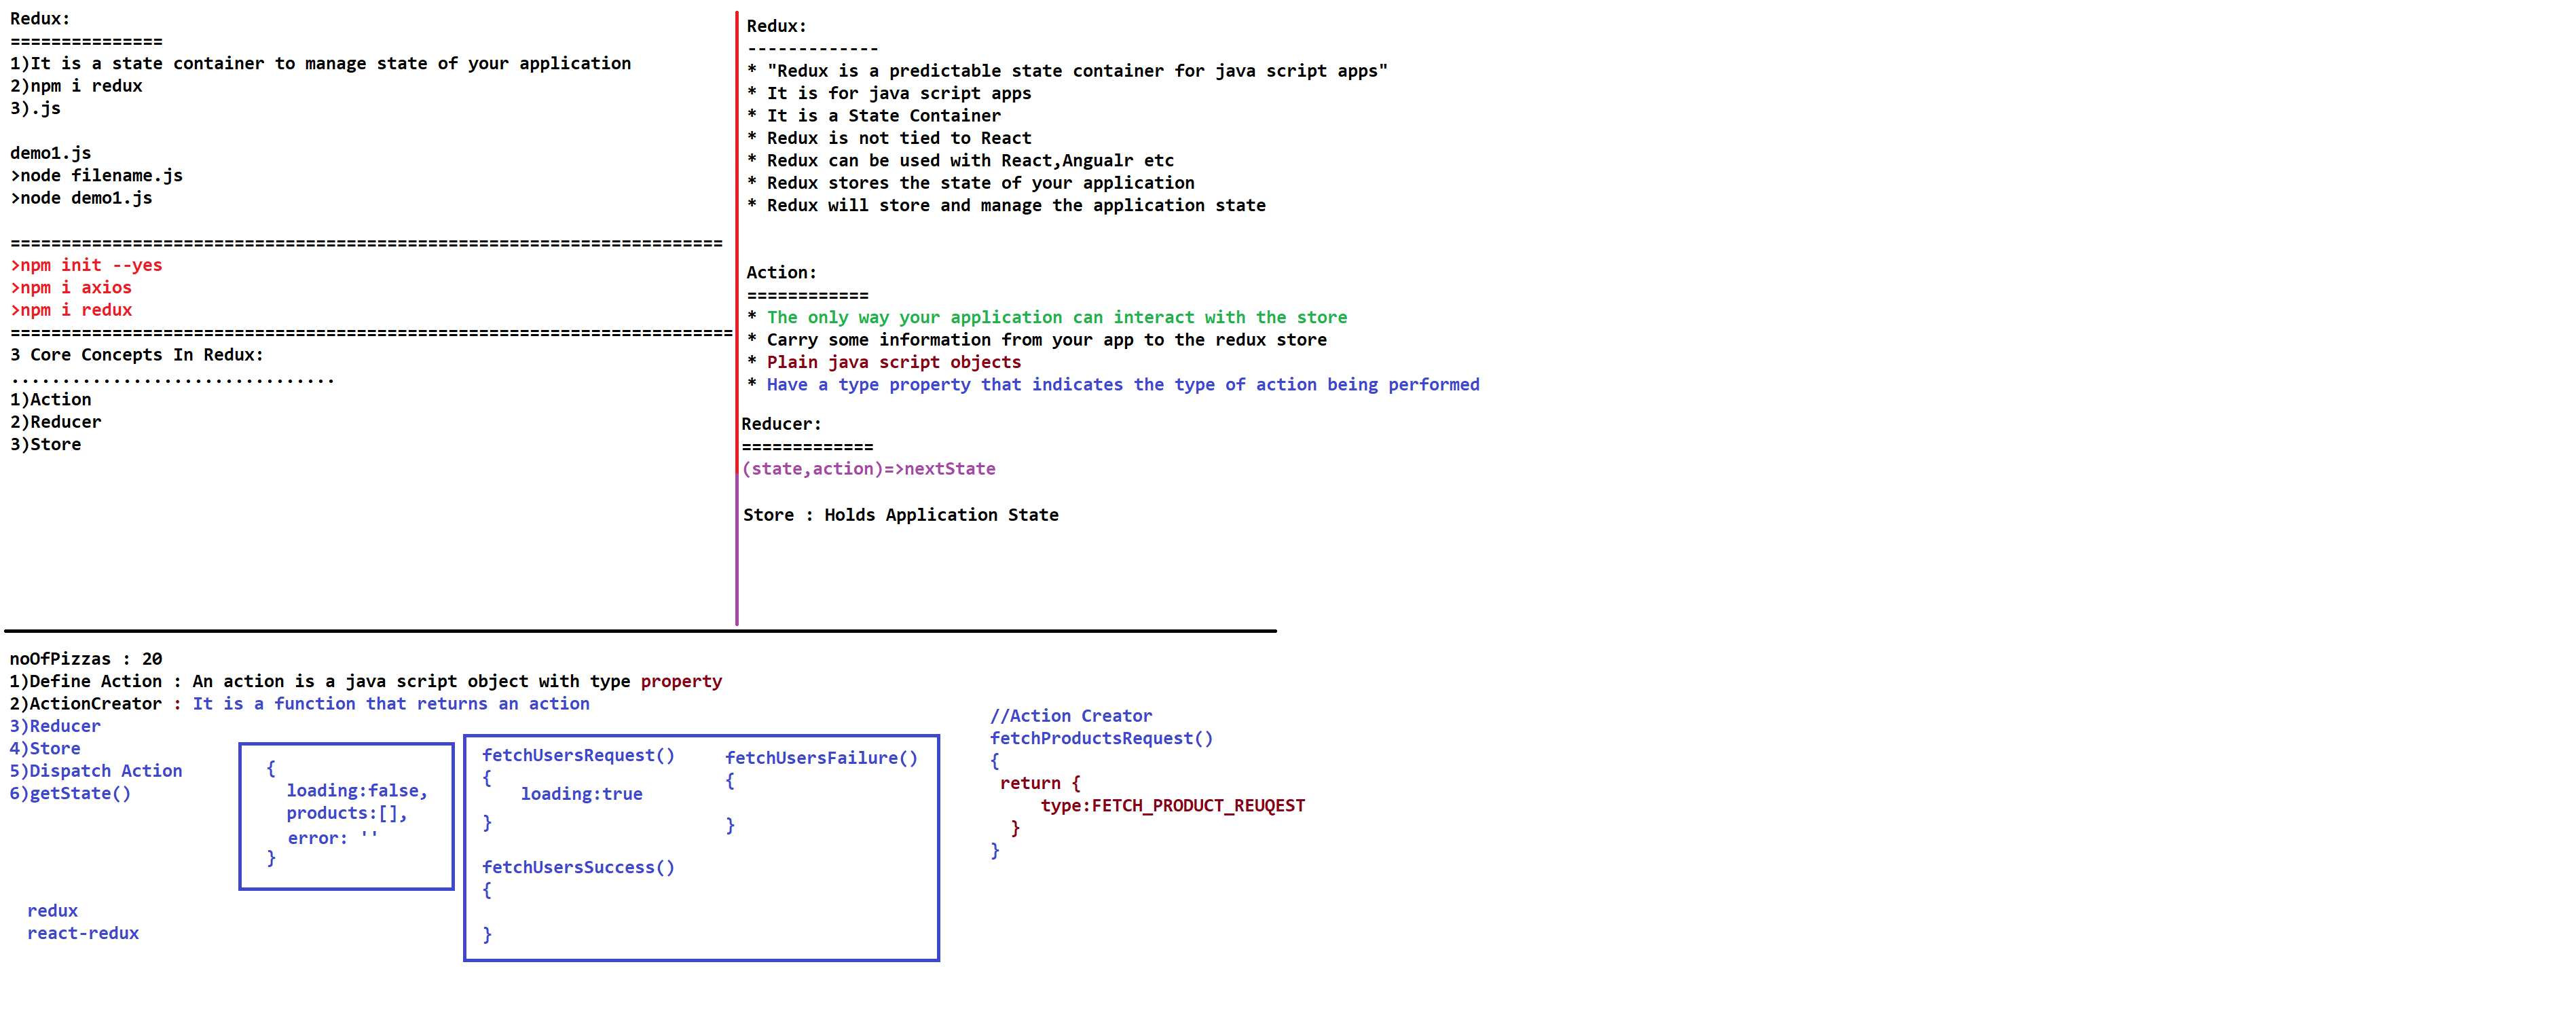 Redux:
===============
1)It is a state container to manage state of your application
2)npm i redux
3).js
demo1.js
>node filename.js
>node demo1.js
======================================================================
>npm init --yes
>npm i axios
>npm i redux
=======================================================================
3 Core Concepts In Redux:
................................
1)Action
2)Reducer
3)Store
Redux:
-------------
* "Redux is a predictable state container for java script apps"
* It is for java script apps
* It is a State Container
* Redux is not tied to React
* Redux can be used with React,Angualr etc
* Redux stores the state of your application
* Redux will store and manage the application state
Action:
============
* The only way your application can interact with the store
* Carry some information from your app to the redux store
* Plain java script objects
* Have a type property that indicates the type of action being performed
Reducer:
=============
(state,action)=>nextState
Store : Holds Application State
noOfPizzas : 20
1)Define Action : An action is a java script object with type property
2)ActionCreator : It is a function that returns an action
3)Reducer
4)Store
5)Dispatch Action
6)getState()
{
loading:false,
products:[],
error: ''
}
fetchUsersRequest()
{
loading:true
}
fetchUsersSuccess()
{
}
fetchUsersFailure()
{
}
//Action Creator
fetchProductsRequest()
{
return {
type:FETCH_PRODUCT_REUQEST
}
}
redux
react-redux